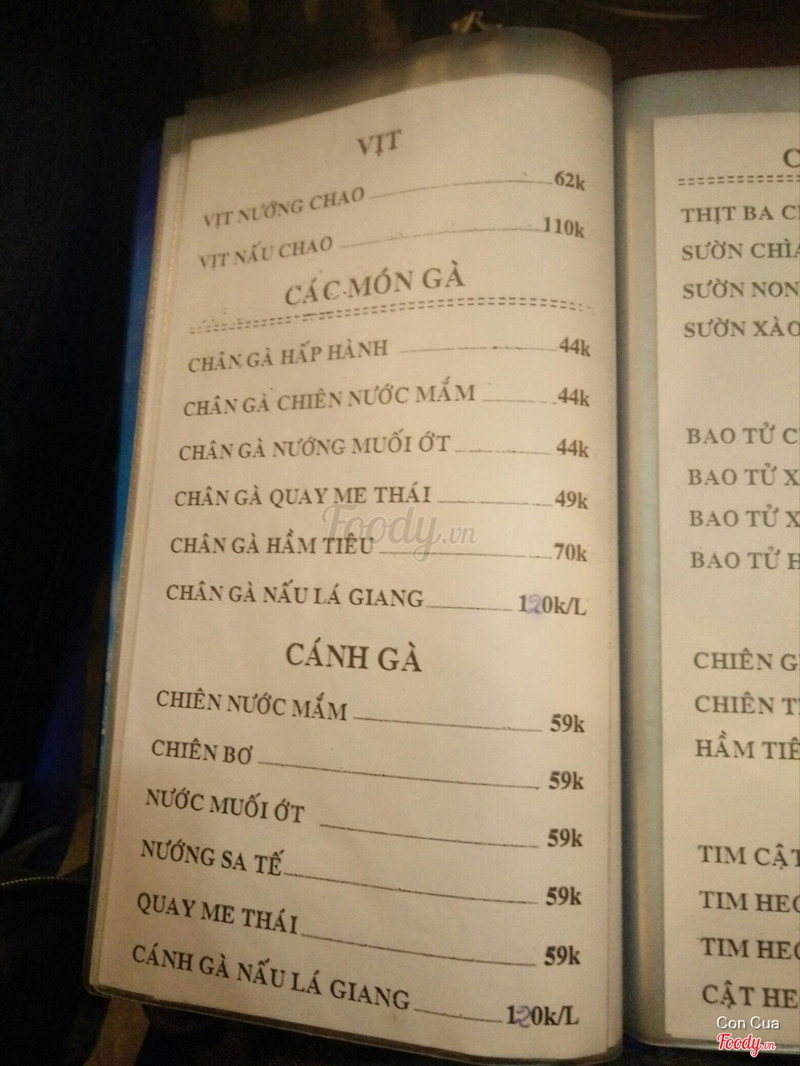 VỊT
VỊT NƯỚNG CHAO 62k
VỊT NẤU CHAO 110k
CÁC MÓN GÀ
CHÂN GÀ HẤP HÀNH 44k
CHÂN GÀ CHIÊN NƯỚC MẮM 44k
CHÂN GÀ NƯỚNG MUỐI ỚT 44k
CHÂN GÀ QUAY ME THÁI 49k
CHÂN GÀ HẦM TIÊU 70k
CHÂN GÀ NẤU LÁ GIANG 120k/L
CÁNH GÀ
CHIÊN NƯỚC MẮM 59k
CHIÊN BƠ 59k
NƯỚC MUỐI ỚT 59k
NƯỚNG SA TẾ 59k
QUAY ME THÁI 59k
CÁNH GÀ NẤU LÁ GIANG 120k/L
THỊT BA
SƯỜN
SƯỜN NON
SƯỜN XÀO
BAO TỬ
BAO TỬ
BAO TỬ
BAO TỬ
CHIÊN
CHIÊN
HẦM
TIM CẬT
TIM
TIM
CẬT
Foody.vn
Con Cua
Foody.vn